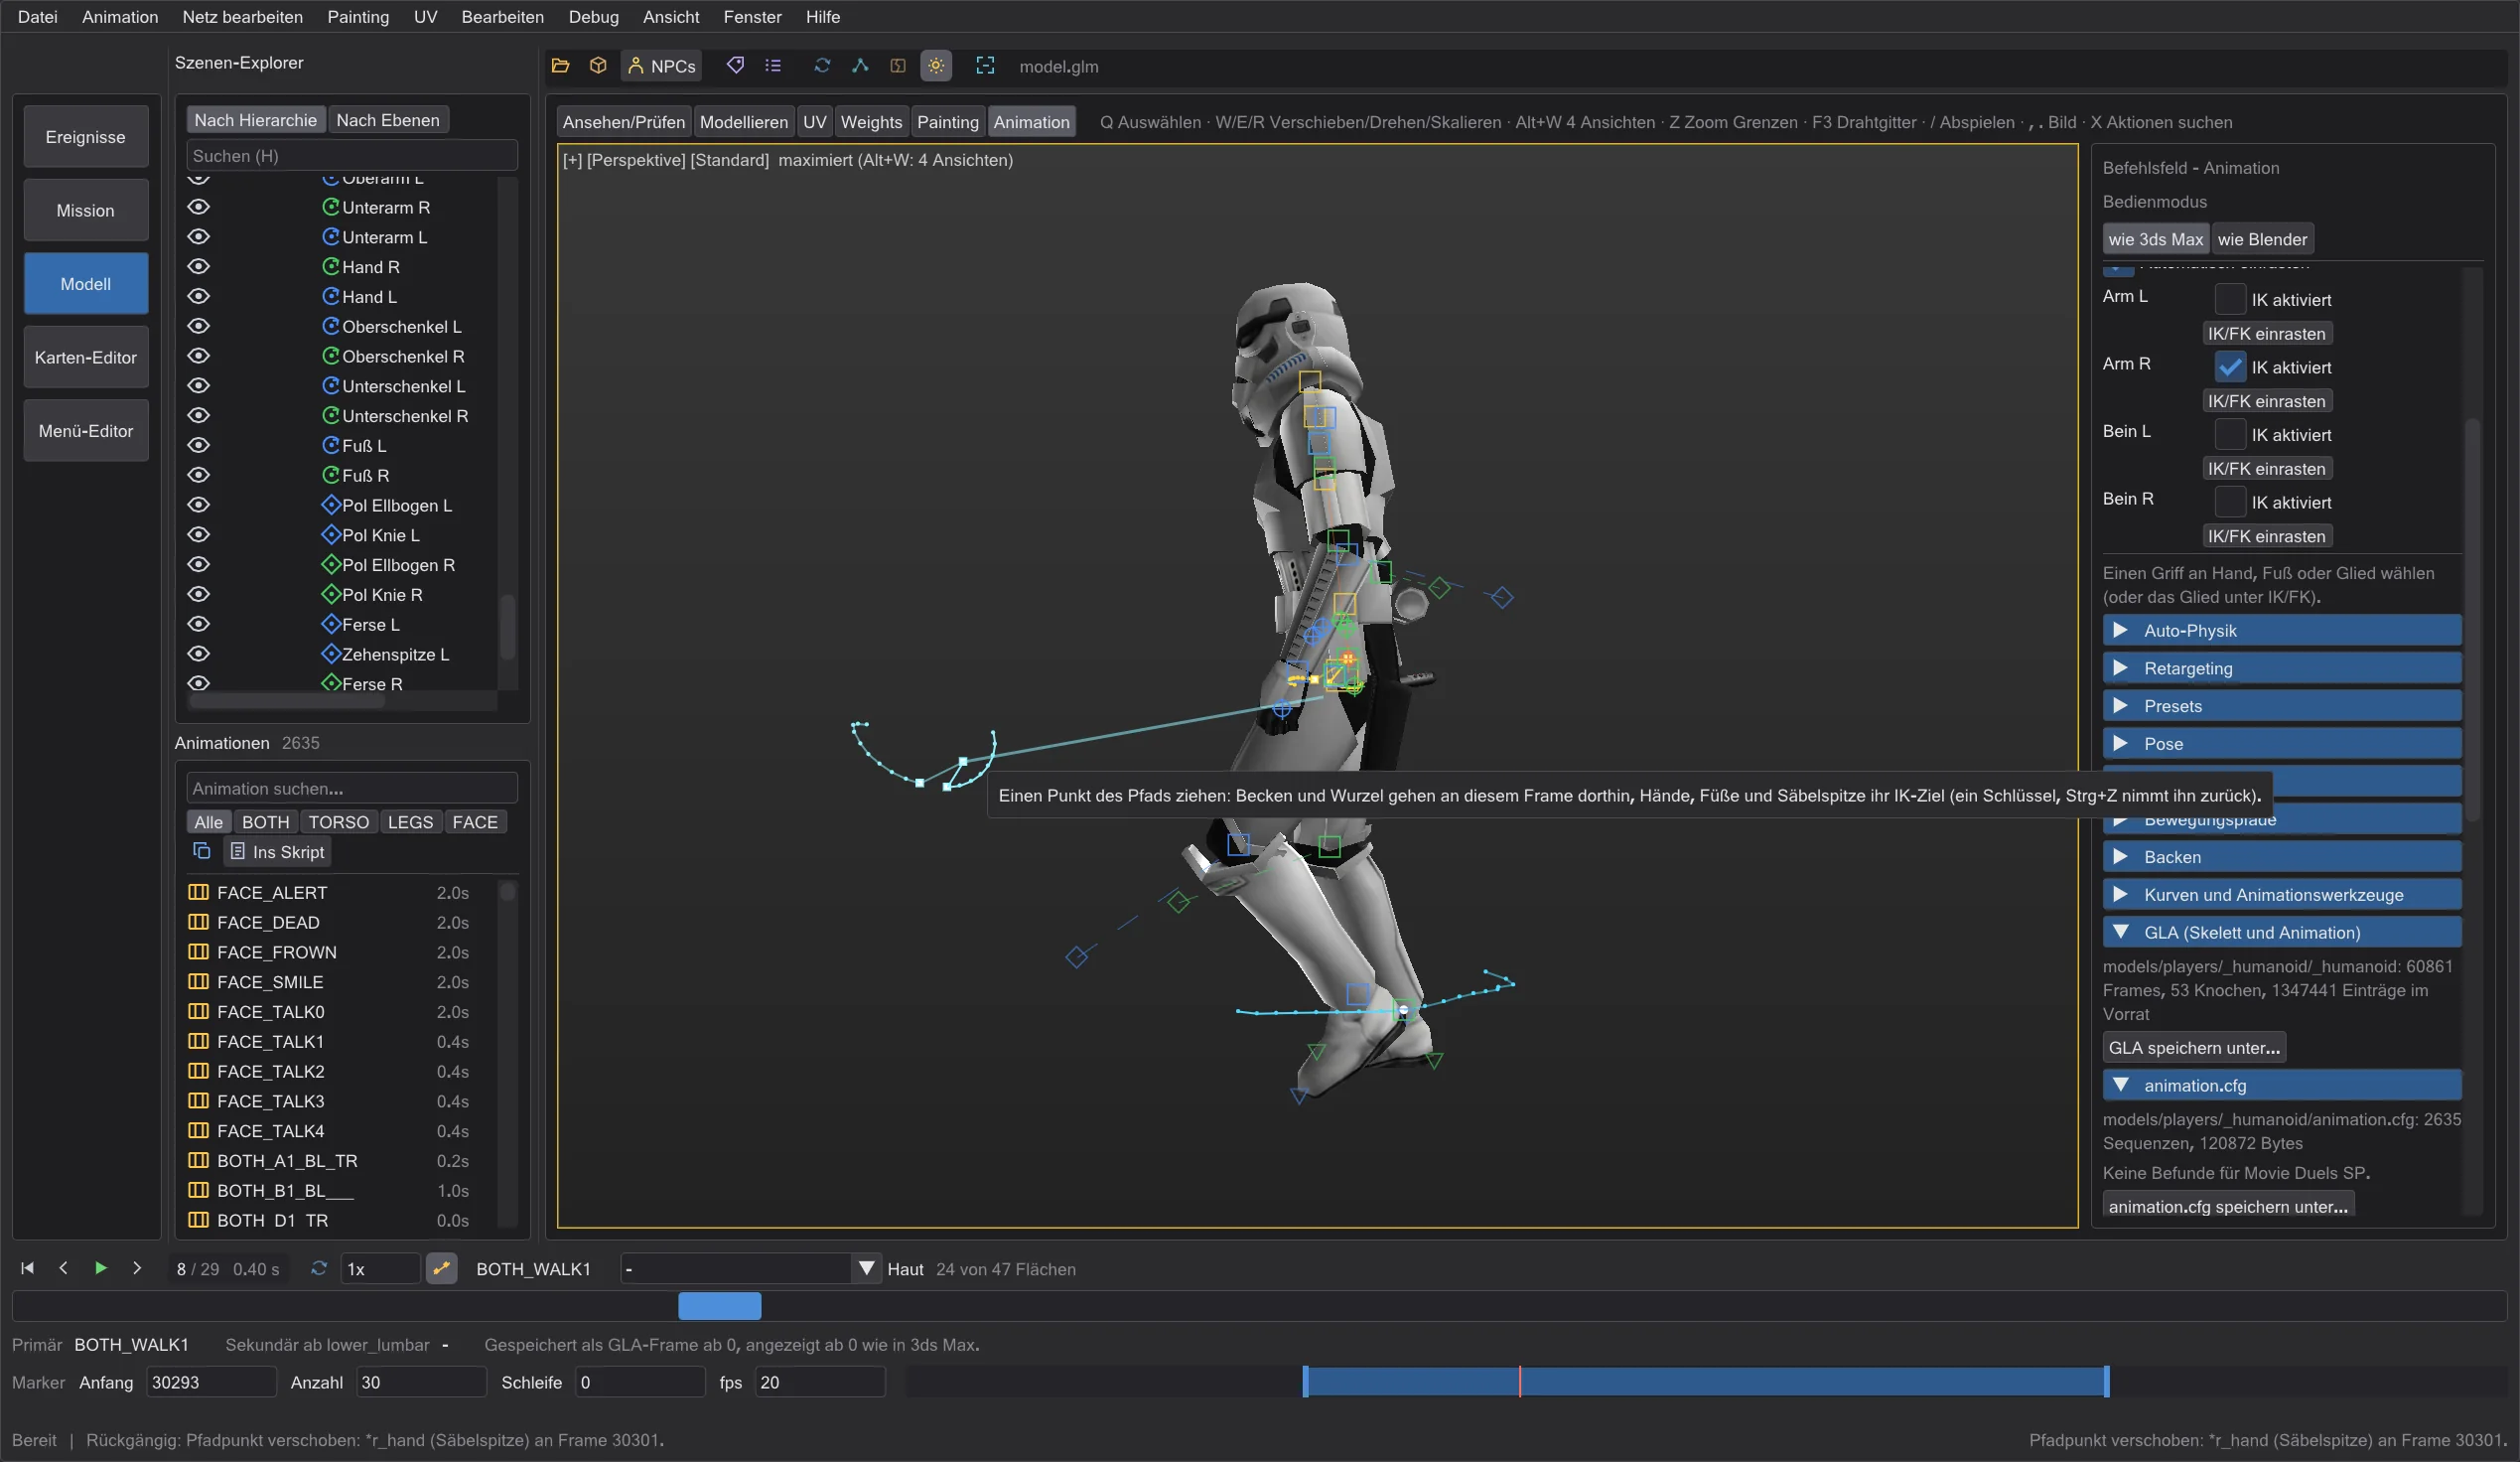 Datei Animation Netz bearbeiten Painting UV Bearbeiten Debug Ansicht Fenster Hilfe
Szenen-Explorer
NPCs
model.glm
Ereignisse
Mission
Modell
Karten-Editor
Menü-Editor
Nach Hierarchie Nach Ebenen
Suchen (H)
Oberarm L
Unterarm R
Unterarm L
Hand R
Hand L
Oberschenkel L
Oberschenkel R
Unterschenkel L
Unterschenkel R
Fuß L
Fuß R
Pol Ellbogen L
Pol Knie L
Pol Ellbogen R
Pol Knie R
Ferse L
Zehenspitze L
Ferse R
Animationen 2635
Animation suchen...
Alle BOTH TORSO LEGS FACE
Ins Skript
FACE_ALERT 2.0s
FACE_DEAD 2.0s
FACE_FROWN 2.0s
FACE_SMILE 2.0s
FACE_TALK0 2.0s
FACE_TALK1 0.4s
FACE_TALK2 0.4s
FACE_TALK3 0.4s
FACE_TALK4 0.4s
BOTH_A1_BL_TR 0.2s
BOTH_B1_BL___ 1.0s
BOTH_D1_TR 0.0s
Ansehen/Prüfen Modellieren UV Weights Painting Animation
Q Auswählen · W/E/R Verschieben/Drehen/Skalieren · Alt+W 4 Ansichten · Z Zoom Grenzen · F3 Drahtgitter · / Abspielen · , . Bild · X Aktionen suchen
[+] [Perspektive] [Standard] maximiert (Alt+W: 4 Ansichten)
Einen Punkt des Pfads ziehen: Becken und Wurzel gehen an diesem Frame dorthin, Hände, Füße und Säbelspitze ihr IK-Ziel (ein Schlüssel, Strg+Z nimmt ihn zurück).
Befehlsfeld - Animation
Bedienmodus
wie 3ds Max wie Blender
Automatisch einrasten
Arm L IK aktiviert
IK/FK einrasten
Arm R IK aktiviert
IK/FK einrasten
Bein L IK aktiviert
IK/FK einrasten
Bein R IK aktiviert
IK/FK einrasten
Einen Griff an Hand, Fuß oder Glied wählen
(oder das Glied unter IK/FK).
Auto-Physik
Retargeting
Presets
Pose
Bewegungspfade
Backen
Kurven und Animationswerkzeuge
GLA (Skelett und Animation)
models/players/_humanoid/_humanoid: 60861
Frames, 53 Knochen, 1347441 Einträge im
Vorrat
GLA speichern unter...
animation.cfg
models/players/_humanoid/animation.cfg: 2635
Sequenzen, 120872 Bytes
Keine Befunde für Movie Duels SP.
animation.cfg speichern unter...
8 / 29 0.40 s 1x BOTH_WALK1 - Haut 24 von 47 Flächen
Primär BOTH_WALK1 Sekundär ab lower_lumbar - Gespeichert als GLA-Frame ab 0, angezeigt ab 0 wie in 3ds Max.
Marker Anfang 30293 Anzahl 30 Schleife 0 fps 20
Bereit | Rückgängig: Pfadpunkt verschoben: *r_hand (Säbelspitze) an Frame 30301.
Pfadpunkt verschoben: *r_hand (Säbelspitze) an Frame 30301.